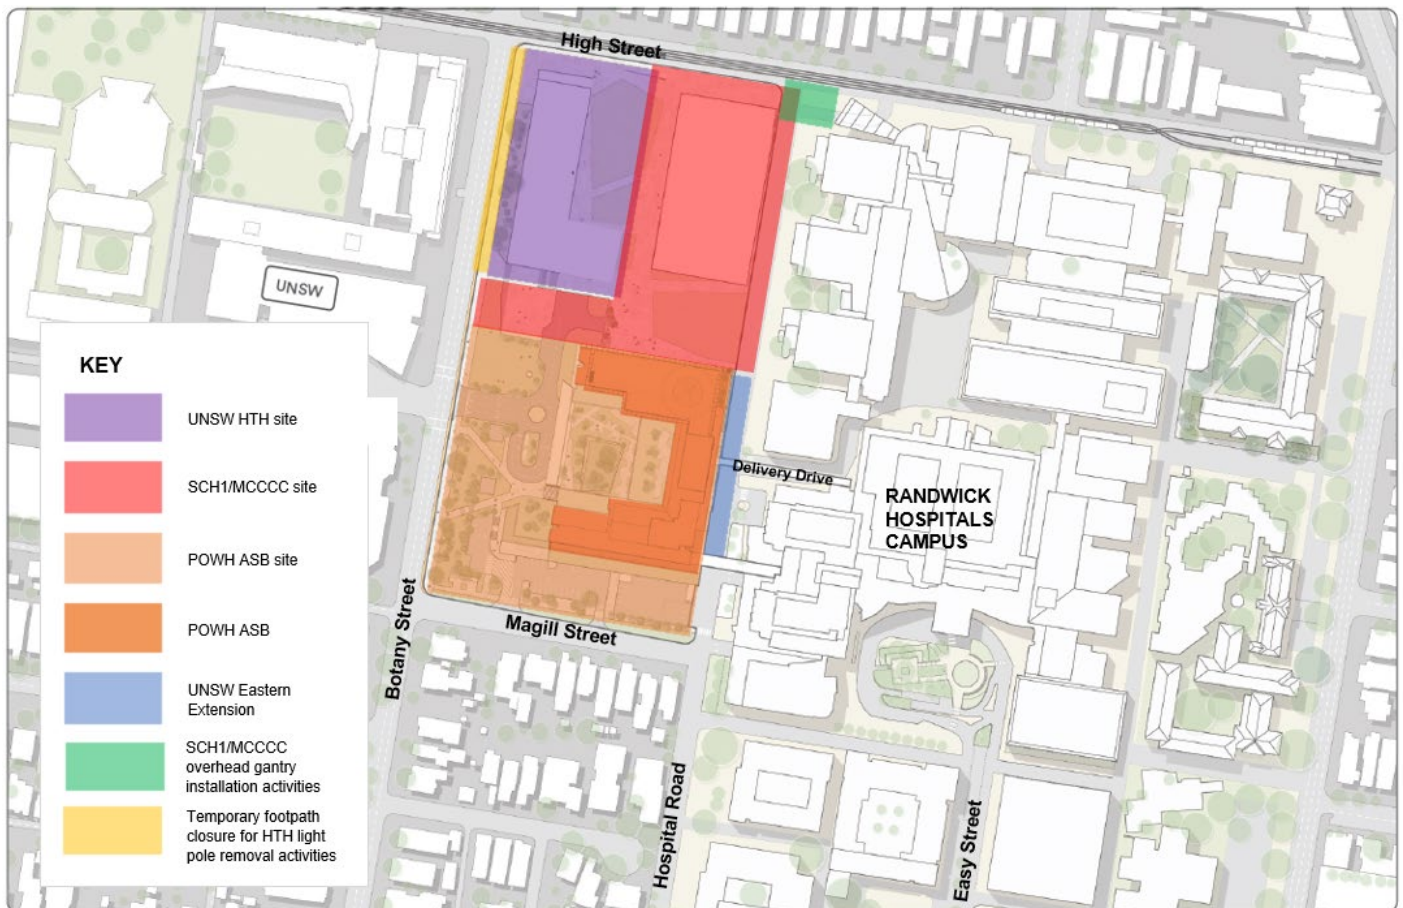 High Street
UNSW
KEY
UNSW HTH site
SCH1/MCCCC site
POWH ASB site
POWH ASB
UNSW Eastern
Extension
SCH1/MCCCC
overhead gantry
installation activities
Temporary footpath
closure for HTH light
pole removal activities
Delivery Drive
RANDWICK
HOSPITALS
CAMPUS
Botany Street
Magill Street
Hospital Road
Easy Street